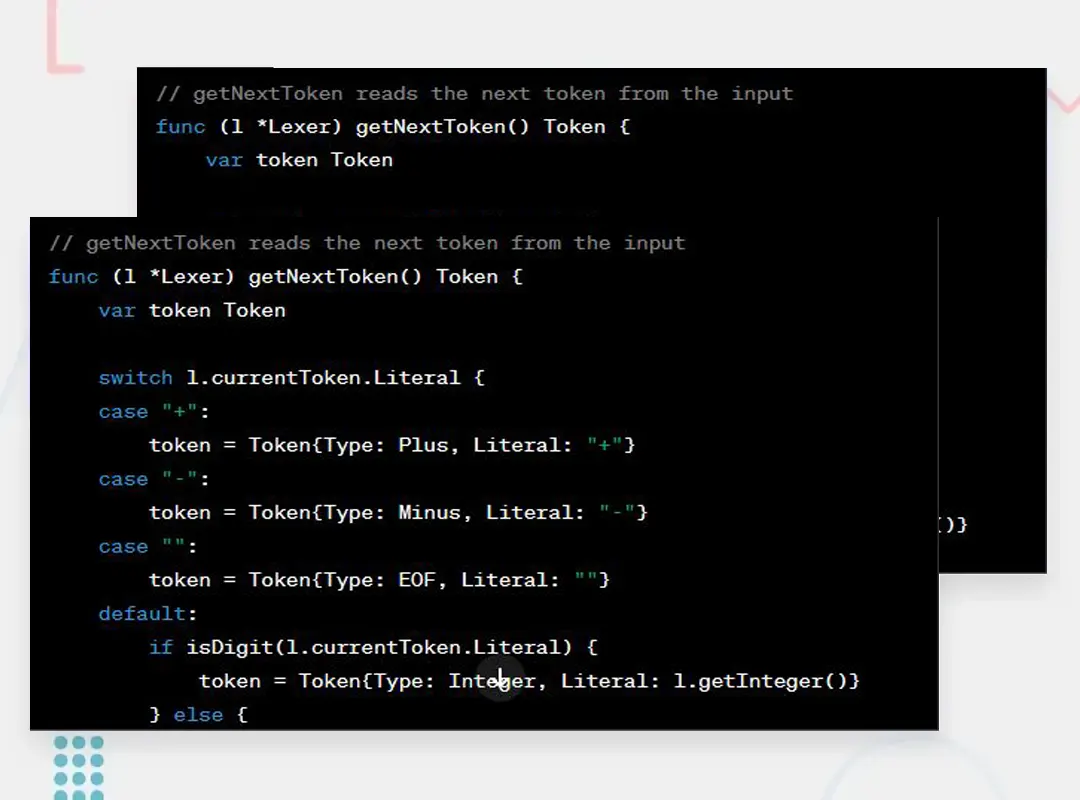 // getNextToken reads the next token from the input
func (l *Lexer) getNextToken() Token {
    var token Token
()}
// getNextToken reads the next token from the input
func (l *Lexer) getNextToken() Token {
    var token Token
    switch l.currentToken.Literal {
    case "+":
        token = Token{Type: Plus, Literal: "+"}
    case "-":
        token = Token{Type: Minus, Literal: "-"}
    case "":
        token = Token{Type: EOF, Literal: ""}
    default:
        if isDigit(l.currentToken.Literal) {
            token = Token{Type: Integer, Literal: l.getInteger()}
        } else {